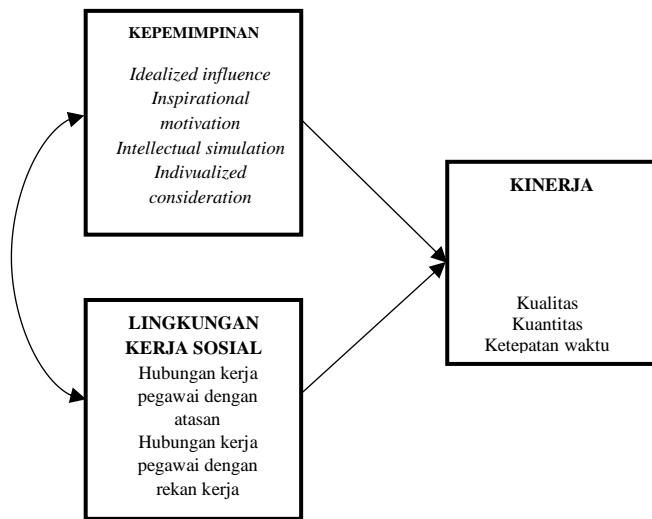 KEPEMIMPINAN
Idealized influence
Inspirational
motivation
Intellectual simulation
Indivualized
consideration
KINERJA
Kualitas
Kuantitas
Ketepatan waktu
LINGKUNGAN
KERJA SOSIAL
Hubungan kerja
pegawai dengan
atasan
Hubungan kerja
pegawai dengan
rekan kerja